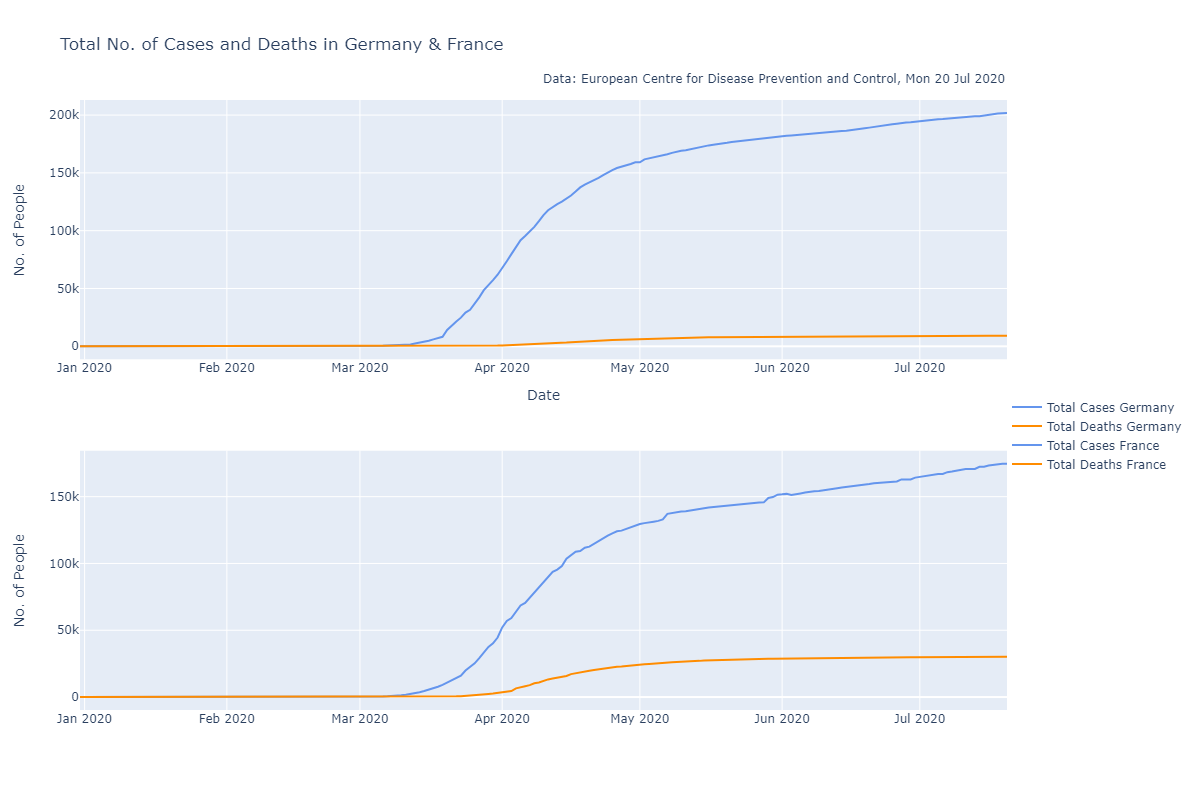 Total No. of Cases and Deaths in Germany & France
Data: European Centre for Disease Prevention and Control, Mon 20 Jul 2020
No. of People
200k
150k
100k
50k
0
Jan 2020 Feb 2020 Mar 2020 Apr 2020 May 2020 Jun 2020 Jul 2020
Date
Total Cases Germany
Total Deaths Germany
Total Cases France
Total Deaths France
No. of People
150k
100k
50k
0
Jan 2020 Feb 2020 Mar 2020 Apr 2020 May 2020 Jun 2020 Jul 2020